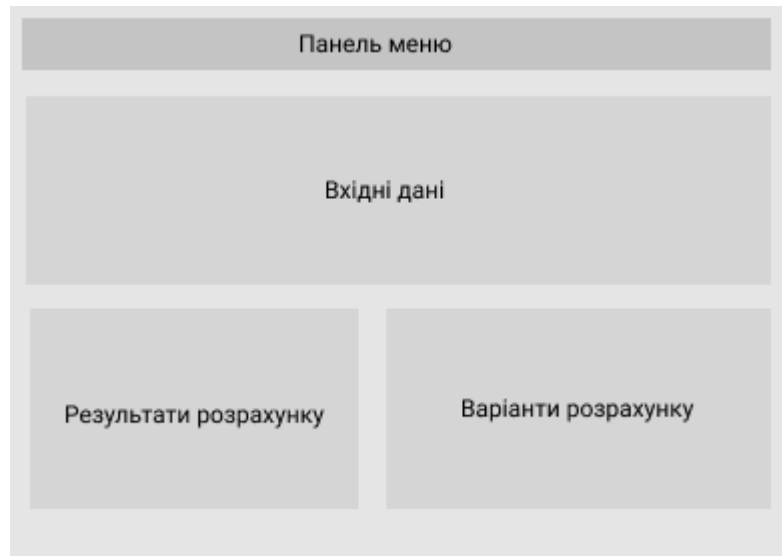 Панель меню
Вхідні дані
Результати розрахунку
Варіанти розрахунку